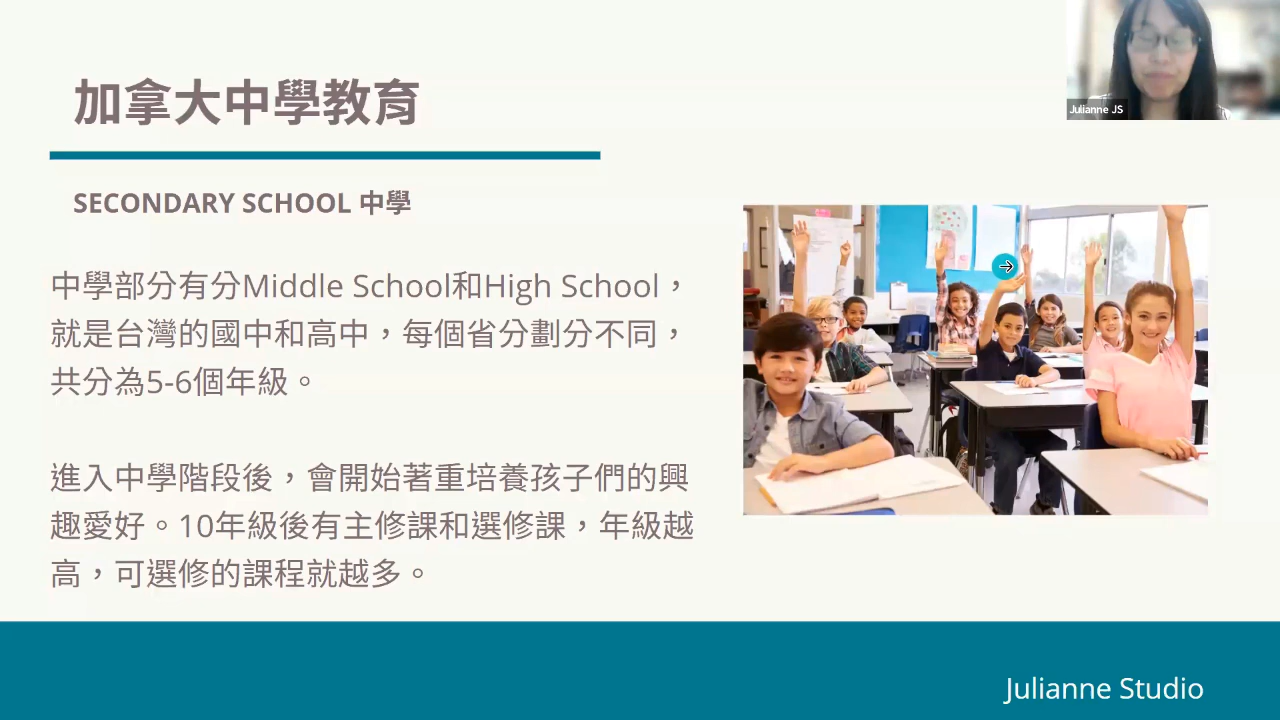 加拿大中學教育
Julianne JS
SECONDARY SCHOOL 中學
中學部分有分Middle School和High School，
就是台灣的國中和高中，每個省分劃分不同，
共分為5-6個年級。
進入中學階段後，會開始著重培養孩子們的興
趣愛好。10年級後有主修課和選修課，年級越
高，可選修的課程就越多。
Julianne Studio